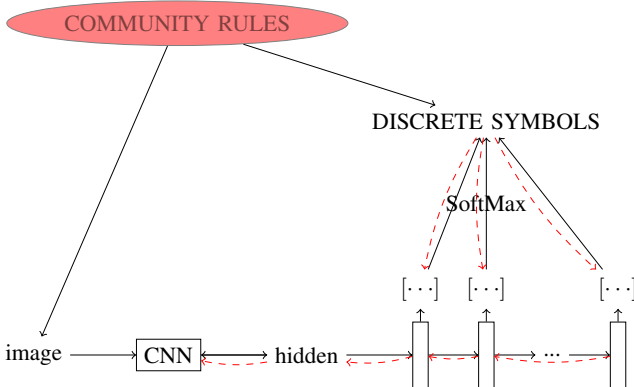 COMMUNITY RULES
DISCRETE SYMBOLS
SoftMax
[···] [···] [···]
image CNN hidden ...